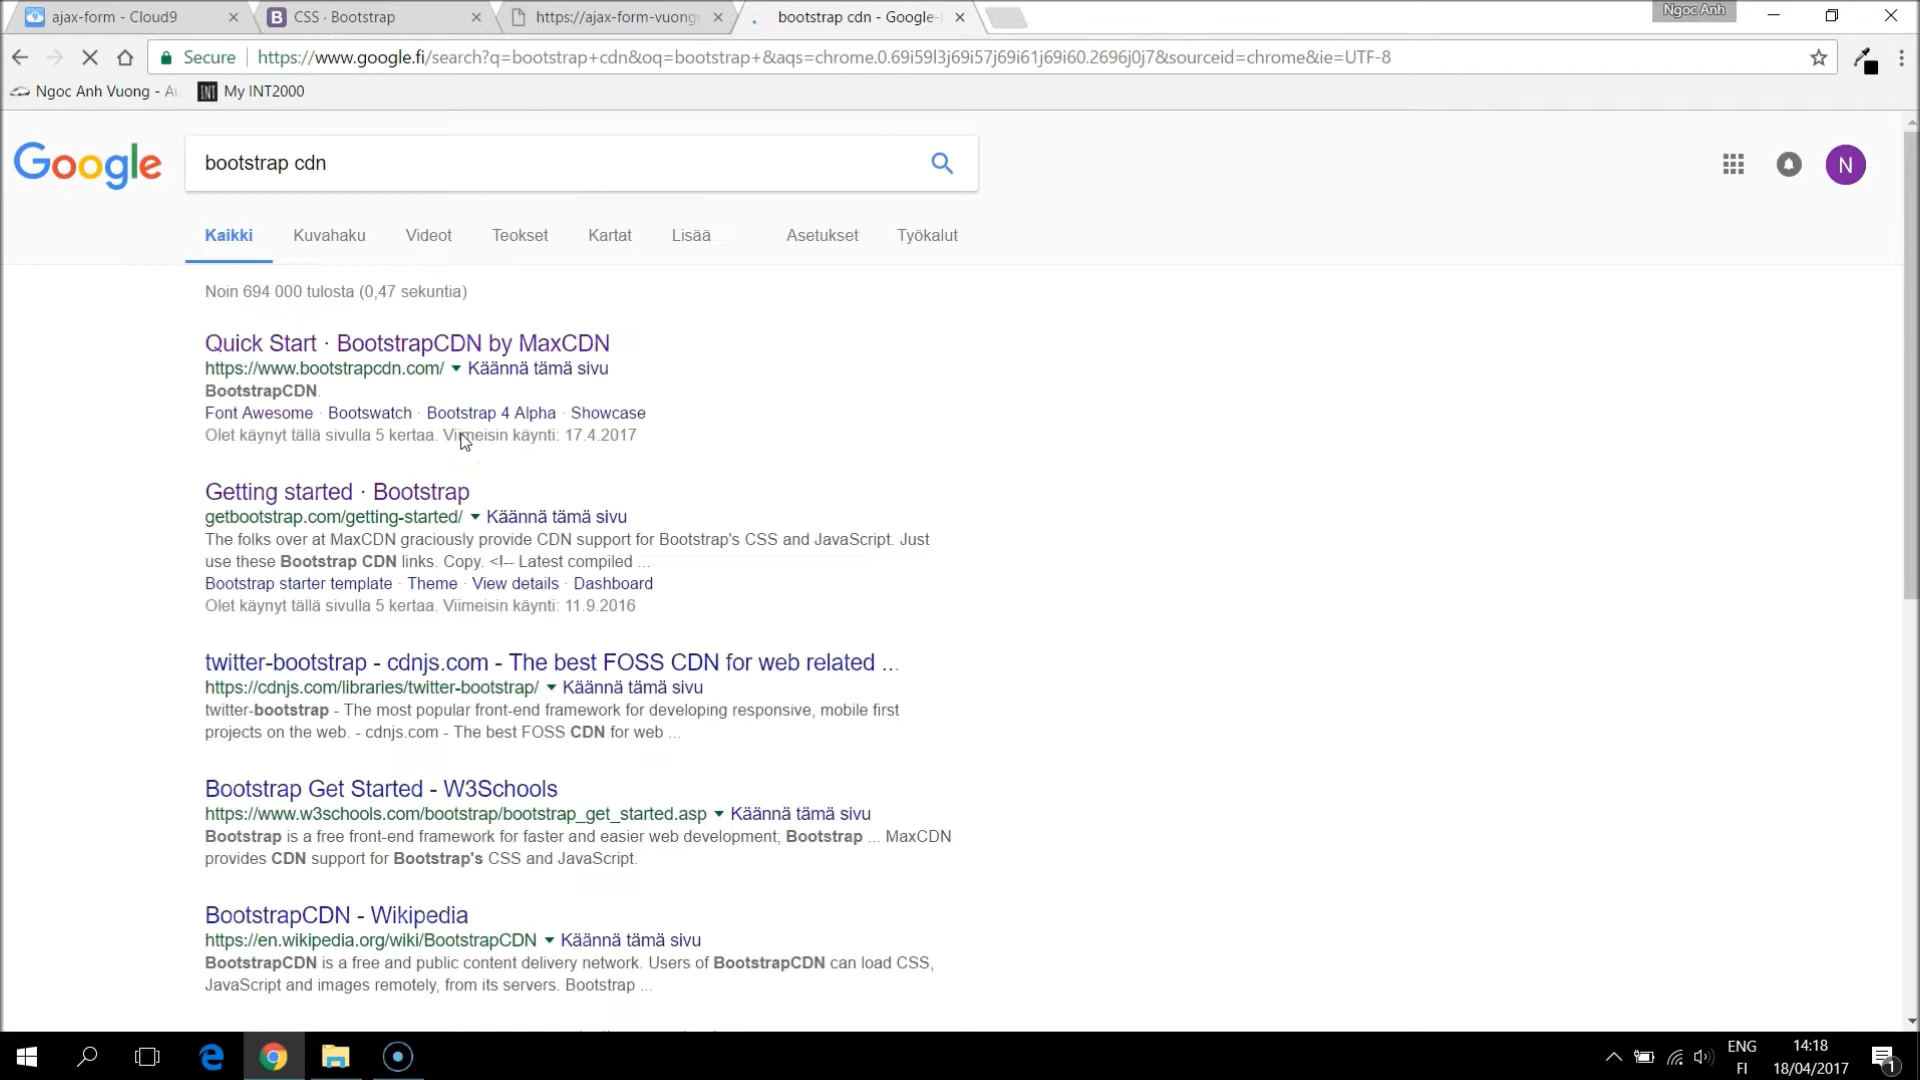 ajax-form - Cloud9
CSS · Bootstrap
https://ajax-form-vuongn
bootstrap cdn - Google-
Ngoc Anh
Secure
https://www.google.fi/search?q=bootstrap+cdn&oq=bootstrap+&aqs=chrome.0.69i59l3j69i57j69i61j69i60.2696j0j7&sourceid=chrome&ie=UTF-8
Ngoc Anh Vuong - Au
INT My INT2000
Google
bootstrap cdn
N
Kaikki Kuvahaku Videot Teokset Kartat Lisää Asetukset Työkalut
Noin 694 000 tulosta (0,47 sekuntia)
Quick Start · BootstrapCDN by MaxCDN
https://www.bootstrapcdn.com/ Käännä tämä sivu
BootstrapCDN.
Font Awesome · Bootswatch · Bootstrap 4 Alpha · Showcase
Olet käynyt tällä sivulla 5 kertaa. Viimeisin käynti: 17.4.2017
Getting started · Bootstrap
getbootstrap.com/getting-started/ Käännä tämä sivu
The folks over at MaxCDN graciously provide CDN support for Bootstrap's CSS and JavaScript. Just
use these Bootstrap CDN links. Copy. <!-- Latest compiled ...
Bootstrap starter template · Theme · View details · Dashboard
Olet käynyt tällä sivulla 5 kertaa. Viimeisin käynti: 11.9.2016
twitter-bootstrap - cdnjs.com - The best FOSS CDN for web related ...
https://cdnjs.com/libraries/twitter-bootstrap/ Käännä tämä sivu
twitter-bootstrap - The most popular front-end framework for developing responsive, mobile first
projects on the web. - cdnjs.com - The best FOSS CDN for web ...
Bootstrap Get Started - W3Schools
https://www.w3schools.com/bootstrap/bootstrap_get_started.asp Käännä tämä sivu
Bootstrap is a free front-end framework for faster and easier web development; Bootstrap ... MaxCDN
provides CDN support for Bootstrap's CSS and JavaScript.
BootstrapCDN - Wikipedia
https://en.wikipedia.org/wiki/BootstrapCDN Käännä tämä sivu
BootstrapCDN is a free and public content delivery network. Users of BootstrapCDN can load CSS,
JavaScript and images remotely, from its servers. Bootstrap ...
ENG
FI
14:18
18/04/2017
1